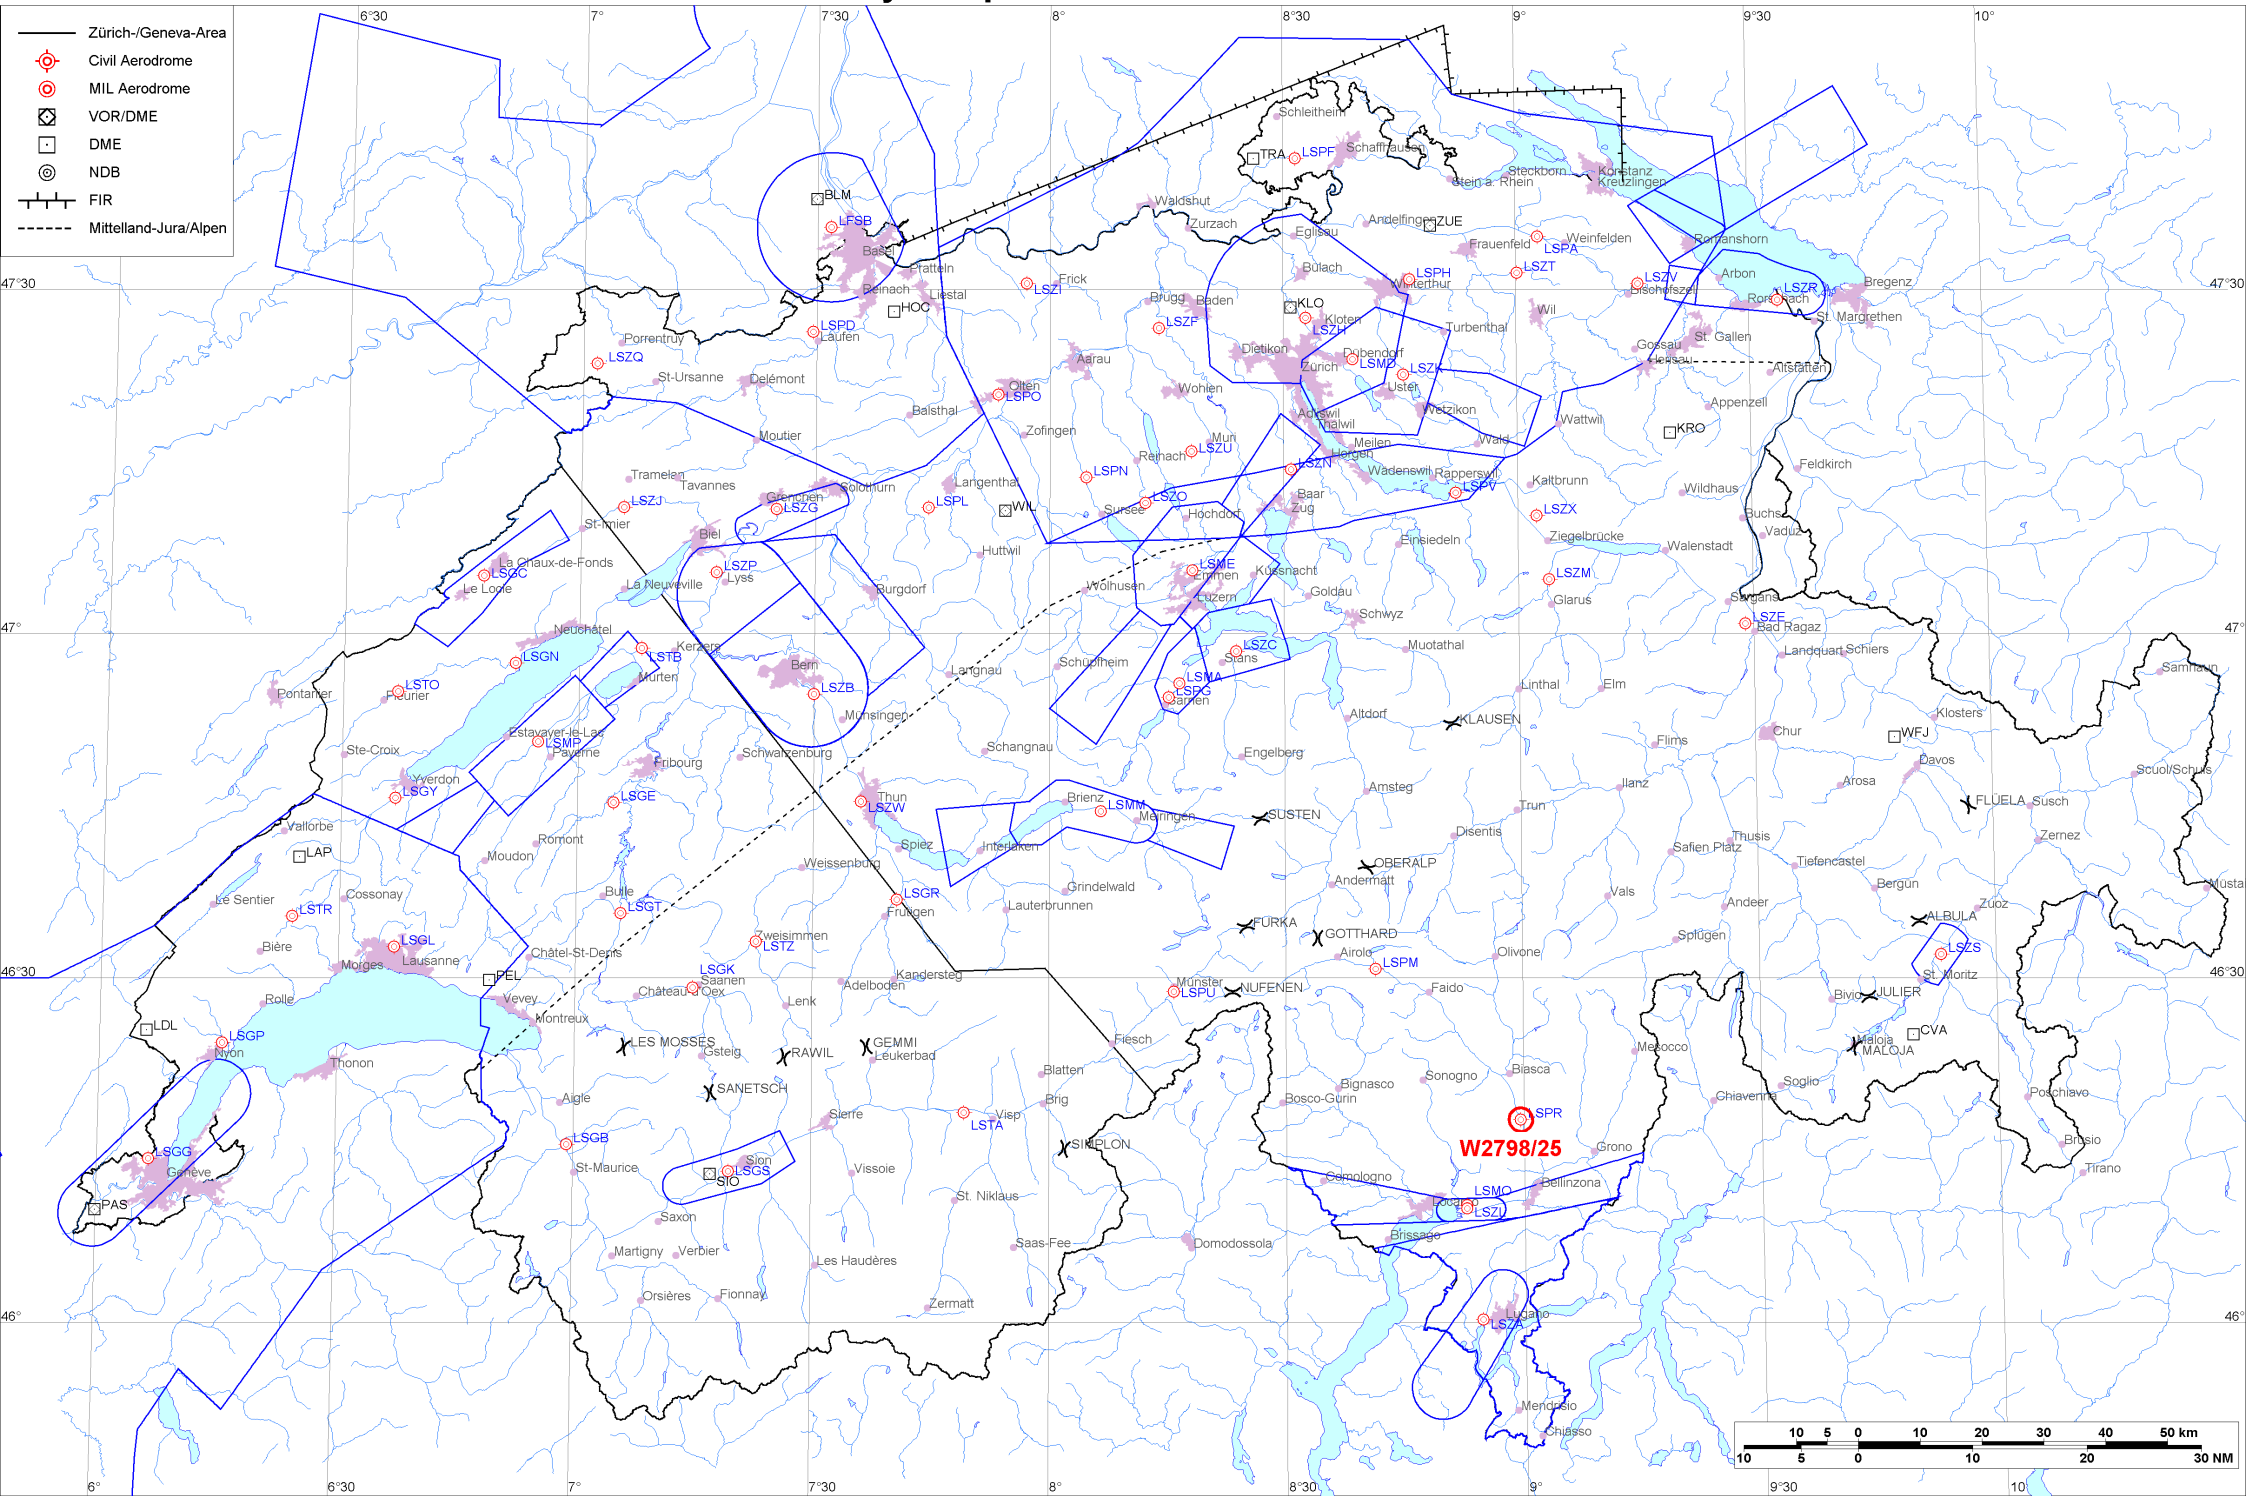 6°30
7°
7°30
8°
8°30
9°
9°30
10°
Zürich-/Geneva-Area
Civil Aerodrome
MIL Aerodrome
VOR/DME
DME
NDB
FIR
Mittelland-Jura/Alpen
Schleitheim
TRA
LSPF
Schaffhausen
Stein a. Rhein
Steckborn
Konstanz
Kreuzlingen
BLM
LFSB
Basel
Pratteln
Reinach
Liestal
HOC
Waldshut
Zurzach
Eglisau
Andelfingen
ZUE
Frauenfeld
LSPA
Weinfelden
Romanshorn
47°30
47°30
LSZI
Frick
Brugg
Baden
Bülach
LSPH
Winterthur
LSZT
LSZV
Bischofszell
Arbon
LSZR
Rorschach
Bregenz
St. Margrethen
KLO
Kloten
LSZH
LSZF
Turbenthal
Wil
St. Gallen
Gossau
Herisau
Altstätten
Appenzell
LSPD
Laufen
Porrentruy
LSZQ
St-Ursanne
Delémont
Aarau
Dietikon
Zürich
Dübendorf
LSMD
LSZK
Uster
Wetzikon
Olten
LSPO
Wohlen
Balsthal
Zofingen
Adliswil
Thalwil
Meilen
Horgen
Wald
Wattwil
KRO
Moutier
Muri
LSZU
Reinach
Tramelan
Tavannes
LSPN
LSZN
Wädenswil
Rapperswil
LSPV
Kaltbrunn
Feldkirch
Wildhaus
LSZJ
St-Imier
Grenchen
Solothurn
LSZG
Langenthal
LSPL
WIL
LSZO
Sursee
Hochdorf
Baar
Zug
LSZX
Buchs
Vaduz
Biel
Huttwil
Einsiedeln
Ziegelbrücke
Walenstadt
La Chaux-de-Fonds
LSGC
Le Locle
LSZP
Lyss
La Neuveville
Burgdorf
Wolhusen
LSME
Emmen
Küssnacht
Luzern
Goldau
LSZM
Glarus
Schwyz
Sargans
LSZE
Bad Ragaz
47°
47°
Neuchâtel
LSGN
LSTB
Kerzers
Murten
Bern
LSZB
Langnau
Schüpfheim
LSZC
Stans
Muotathal
Landquart
Schiers
Samnaun
LSTO
Fleurier
Pontarlier
LSMA
LSPG
Sarnen
Linthal
Elm
Münsingen
Altdorf
KLAUSEN
Klosters
WFJ
Chur
Flims
Ste-Croix
Estavayer-le-Lac
LSMP
Payerne
Fribourg
Schwarzenburg
Schangnau
Engelberg
Davos
Scuol/Schuls
Yverdon
LSGY
LSGE
Thun
LSZW
Brienz
LSMM
Meiringen
SUSTEN
Amsteg
Trun
Ilanz
Arosa
FLÜELA
Susch
Vallorbe
Romont
Moudon
Spiez
Interlaken
Disentis
Thusis
Safien Platz
Zernez
Tiefencastel
LAP
Weissenburg
OBERALP
Andermatt
Grindelwald
Bergun
Le Sentier
Cossonay
LSTR
Bulle
LSGT
LSGR
Frutigen
Lauterbrunnen
FURKA
GOTTHARD
Vals
Andeer
ALBULA
Zuoz
Müsta
Bière
LSGL
Lausanne
Morges
Châtel-St-Denis
Zweisimmen
LSTZ
Airolo
LSPM
Olivone
Splügen
LSZS
St. Moritz
46°30
46°30
PEL
LSGK
Saanen
Château-d'Oex
Adelboden
Kandersteg
Münster
LSPU
NUFENEN
Faido
Bivio
JULIER
Rolle
Vevey
Montreux
Lenk
LDL
LSGP
Nyon
Thonon
LES MOSSES
Gsteig
RAWIL
GEMMI
Leukerbad
Fiesch
Mesocco
CVA
Maloja
MALOJA
SANETSCH
Blatten
Bignasco
Sonogno
Biasca
Soglio
Chiavenna
Poschiavo
Aigle
Sierre
LSTA
Visp
Brig
Bosco-Gurin
LSPR
W2798/25
LSGB
SIMPLON
Grono
Brusio
Tirano
LSGG
Genève
St-Maurice
Sion
LSGS
SIO
Vissoie
Comologno
Bellinzona
LSMO
Locarno
LSZL
PAS
St. Niklaus
Saxon
Brissago
Martigny
Verbier
Les Haudères
Saas-Fee
Domodossola
Orsières
Fionnay
Zermatt
46°
46°
Lugano
LSZA
Mendrisio
Chiasso
10 5 0 10 20 30 40 50 km
10 5 0 10 20 30 NM
6°
6°30
7°
7°30
8°
8°30
9°
9°30
10°